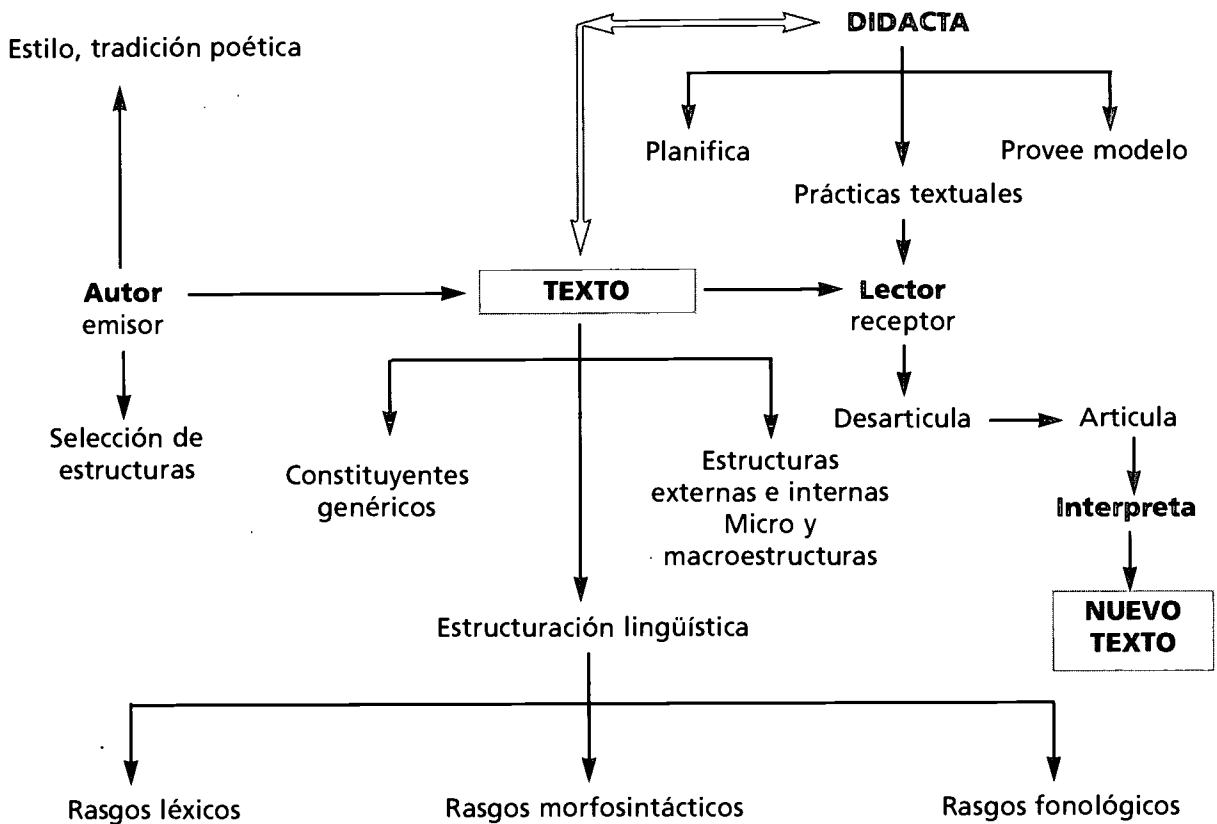 DIDACTA
Estilo, tradición poética
Planifica
Provee modelo
Prácticas textuales
Autor
emisor
TEXTO
Lector
receptor
Selección de
estructuras
Constituyentes
genéricos
Estructuras
externas e internas
Micro y
macroestructuras
Desarticula
Articula
Interpreta
NUEVO
TEXTO
Estructuración lingüística
Rasgos léxicos
Rasgos morfosintácticos
Rasgos fonológicos